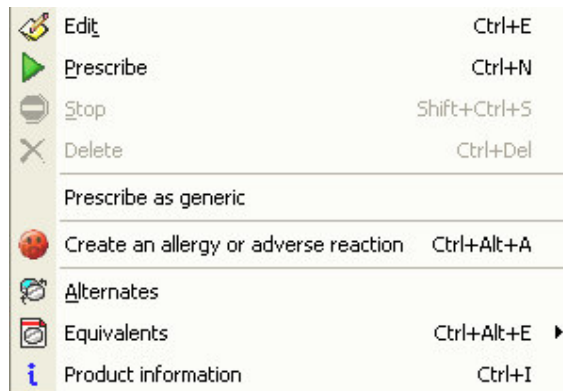 Edit Ctrl+E
Prescribe Ctrl+N
Stop Shift+Ctrl+S
Delete Ctrl+Del
Prescribe as generic
Create an allergy or adverse reaction Ctrl+Alt+A
Alternates
Equivalents Ctrl+Alt+E
Product information Ctrl+I